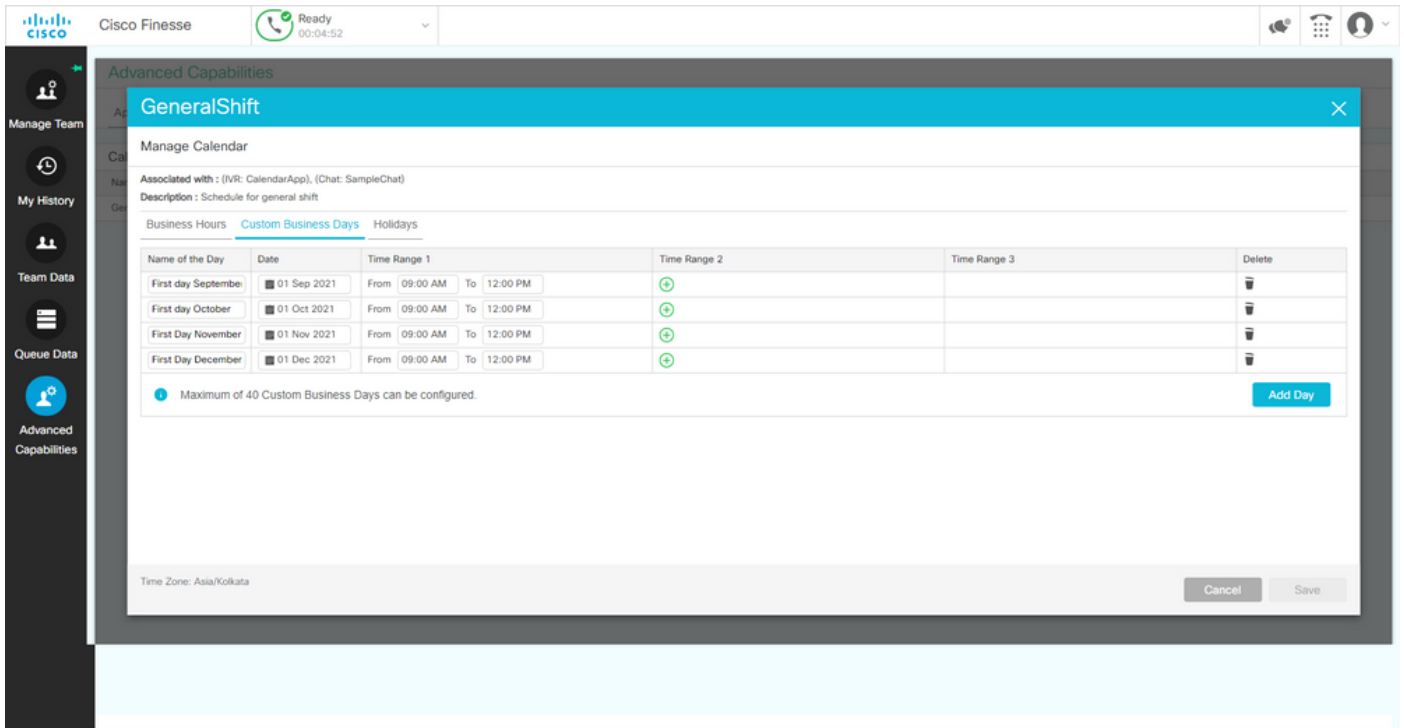 CISCO
Cisco Finesse
Ready
00:04:52
Manage Team
My History
Team Data
Queue Data
Advanced
Capabilities
Advanced Capabilities
GeneralShift
Manage Calendar
Associated with : (IVR: CalendarApp), (Chat: SampleChat)
Description : Schedule for general shift
Business Hours Custom Business Days Holidays
Name of the Day Date Time Range 1 Time Range 2 Time Range 3 Delete
First day September 01 Sep 2021 From 09:00 AM To 12:00 PM
First day October 01 Oct 2021 From 09:00 AM To 12:00 PM
First Day November 01 Nov 2021 From 09:00 AM To 12:00 PM
First Day December 01 Dec 2021 From 09:00 AM To 12:00 PM
Maximum of 40 Custom Business Days can be configured.
Add Day
Time Zone: Asia/Kolkata
Cancel Save